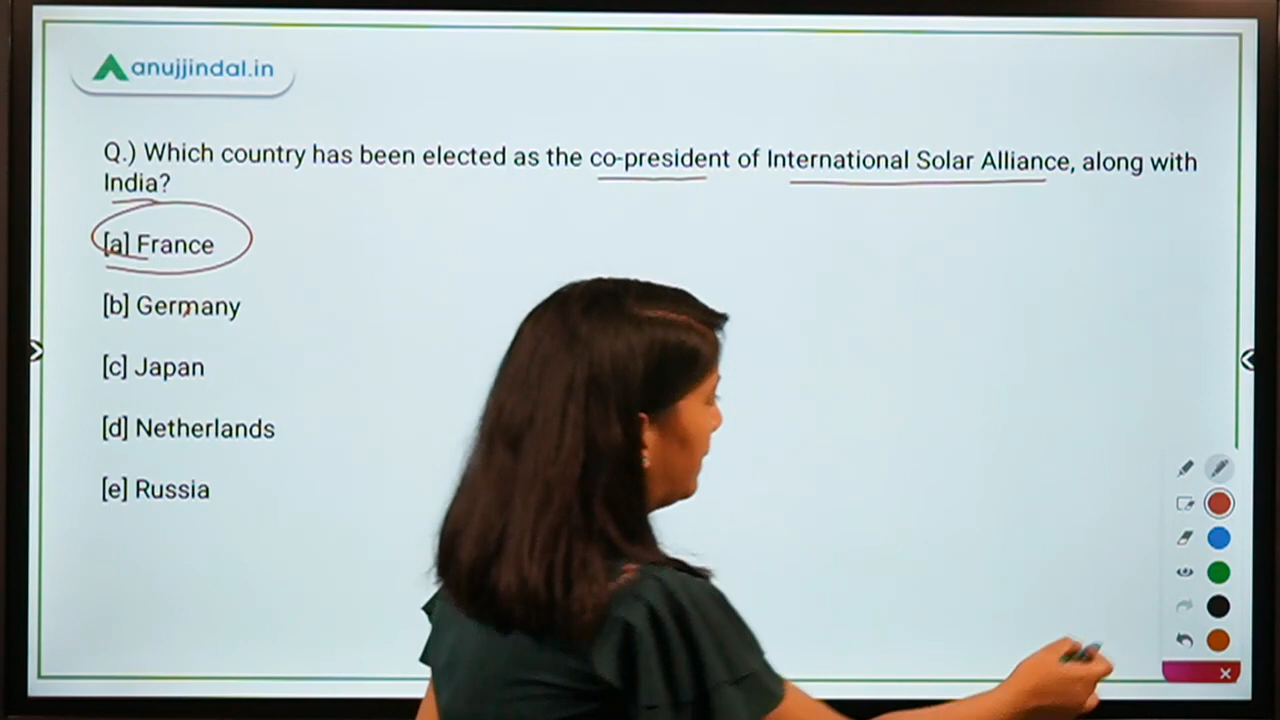 anujjindal.in
Q.) Which country has been elected as the co-president of International Solar Alliance, along with
India?
[a] France
[b] Germany
[c] Japan
[d] Netherlands
[e] Russia